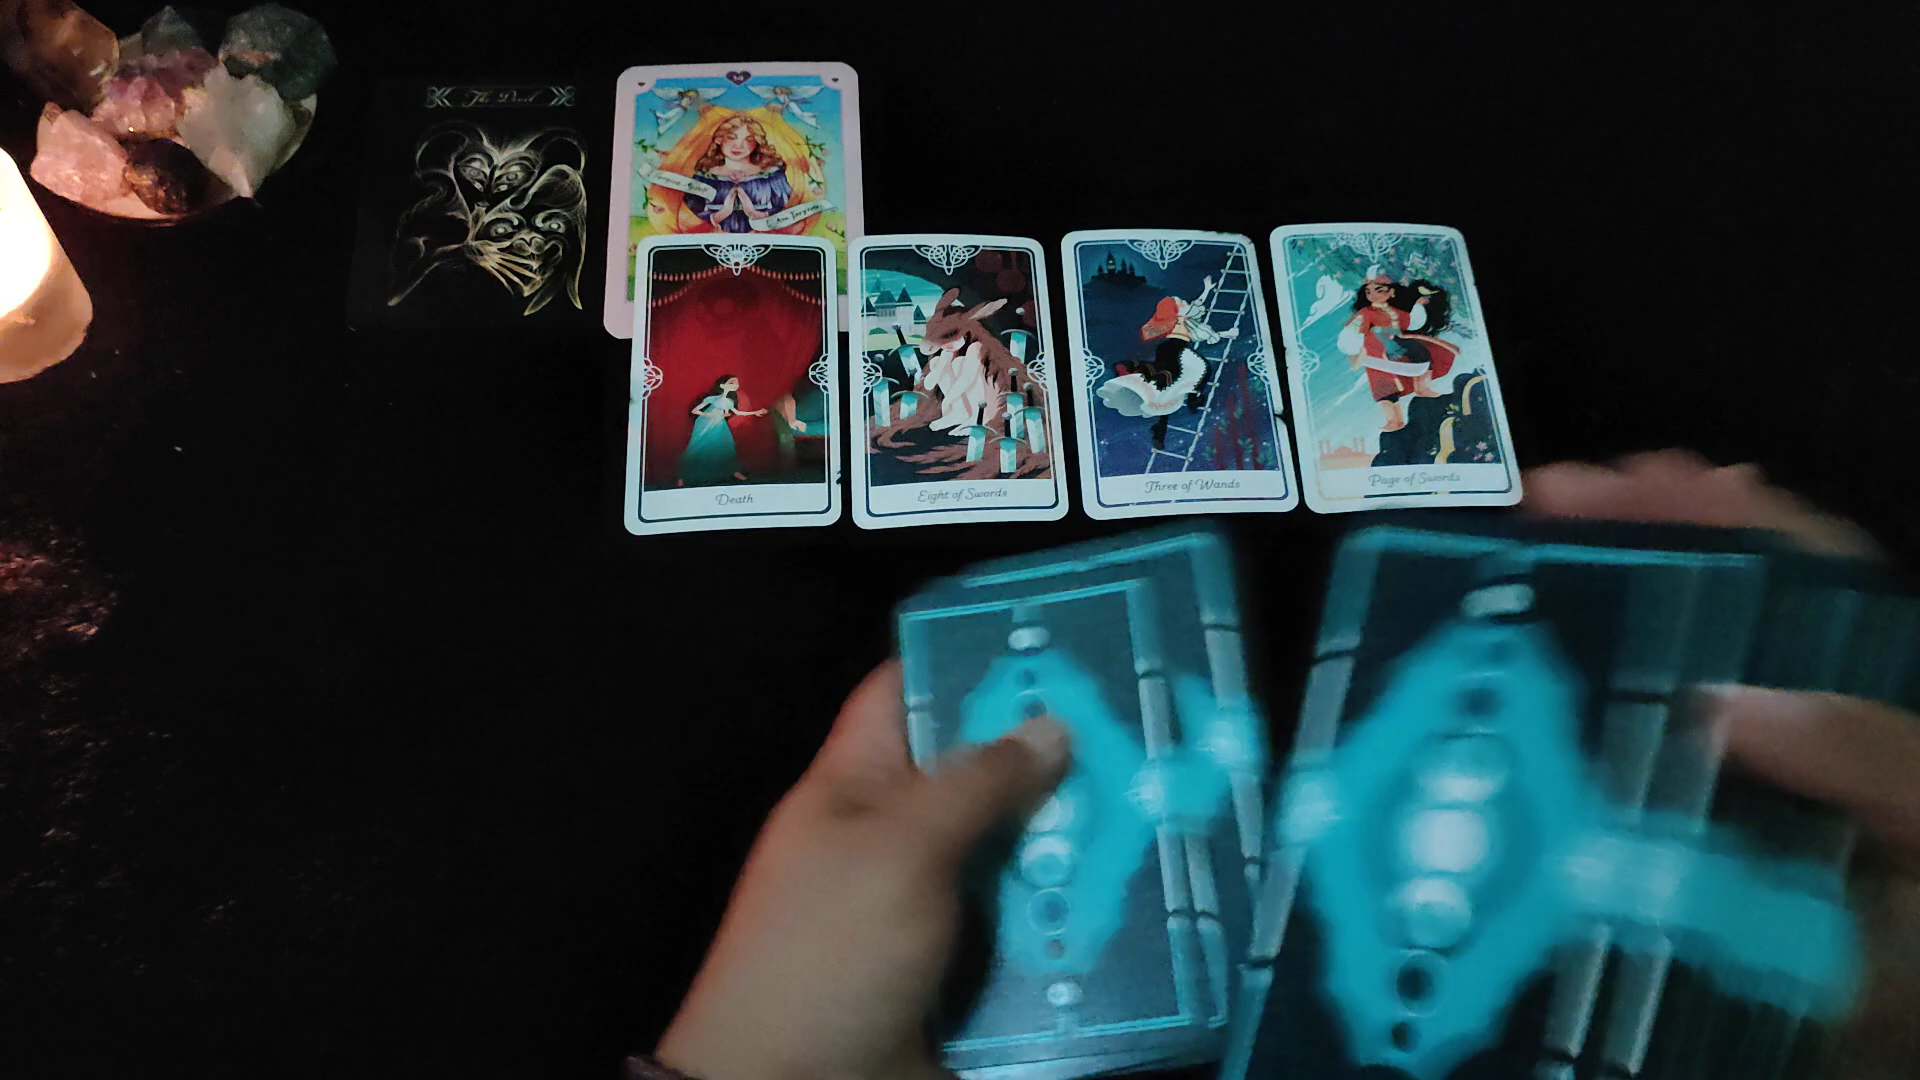 The Devil
Death
Eight of Swords
Three of Wands
Page of Swords